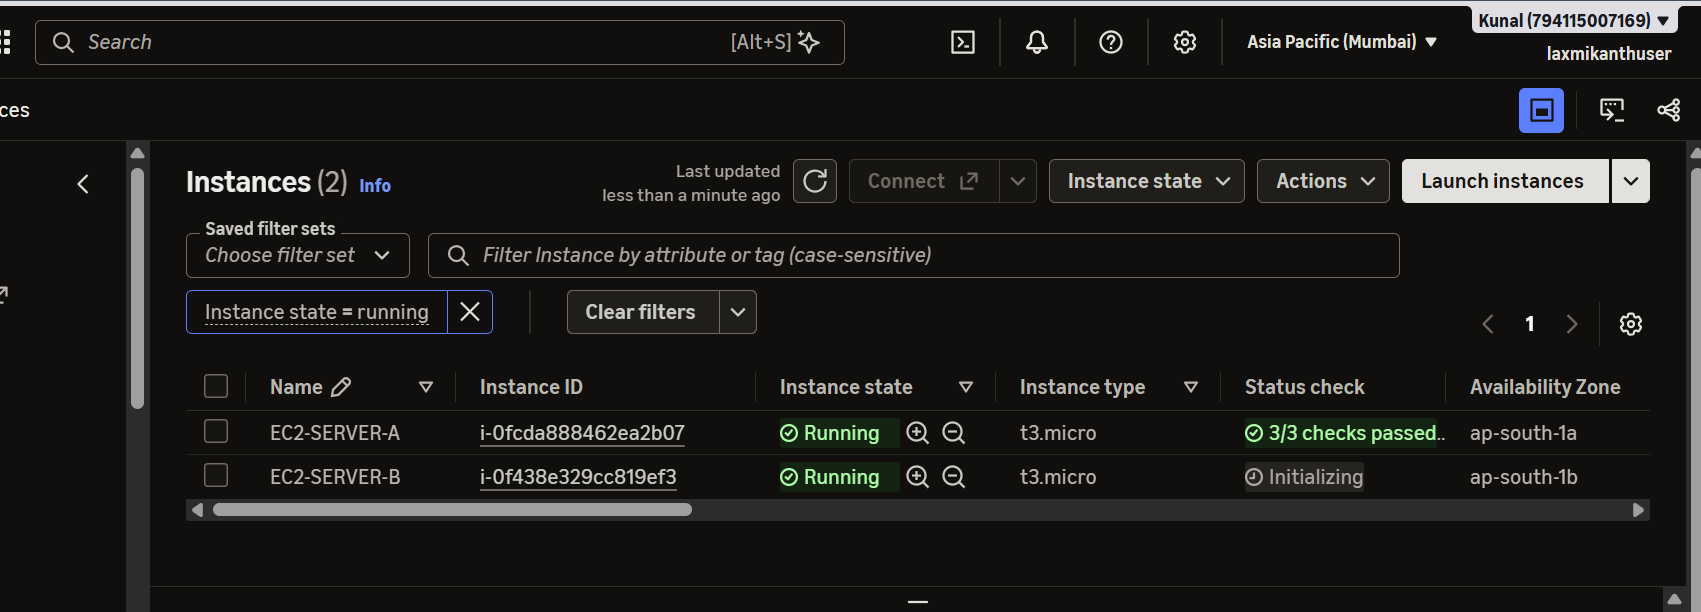 Search [Alt+S]
Asia Pacific (Mumbai)
Kunal (794115007169)
laxmikanthuser
ces
Instances (2) Info
Last updated
less than a minute ago
Connect
Instance state
Actions
Launch instances
Saved filter sets
Choose filter set
Filter Instance by attribute or tag (case-sensitive)
Instance state = running
Clear filters
1
Name Instance ID Instance state Instance type Status check Availability Zone
EC2-SERVER-A i-0fcda888462ea2b07 Running t3.micro 3/3 checks passed.. ap-south-1a
EC2-SERVER-B i-0f438e329cc819ef3 Running t3.micro Initializing ap-south-1b